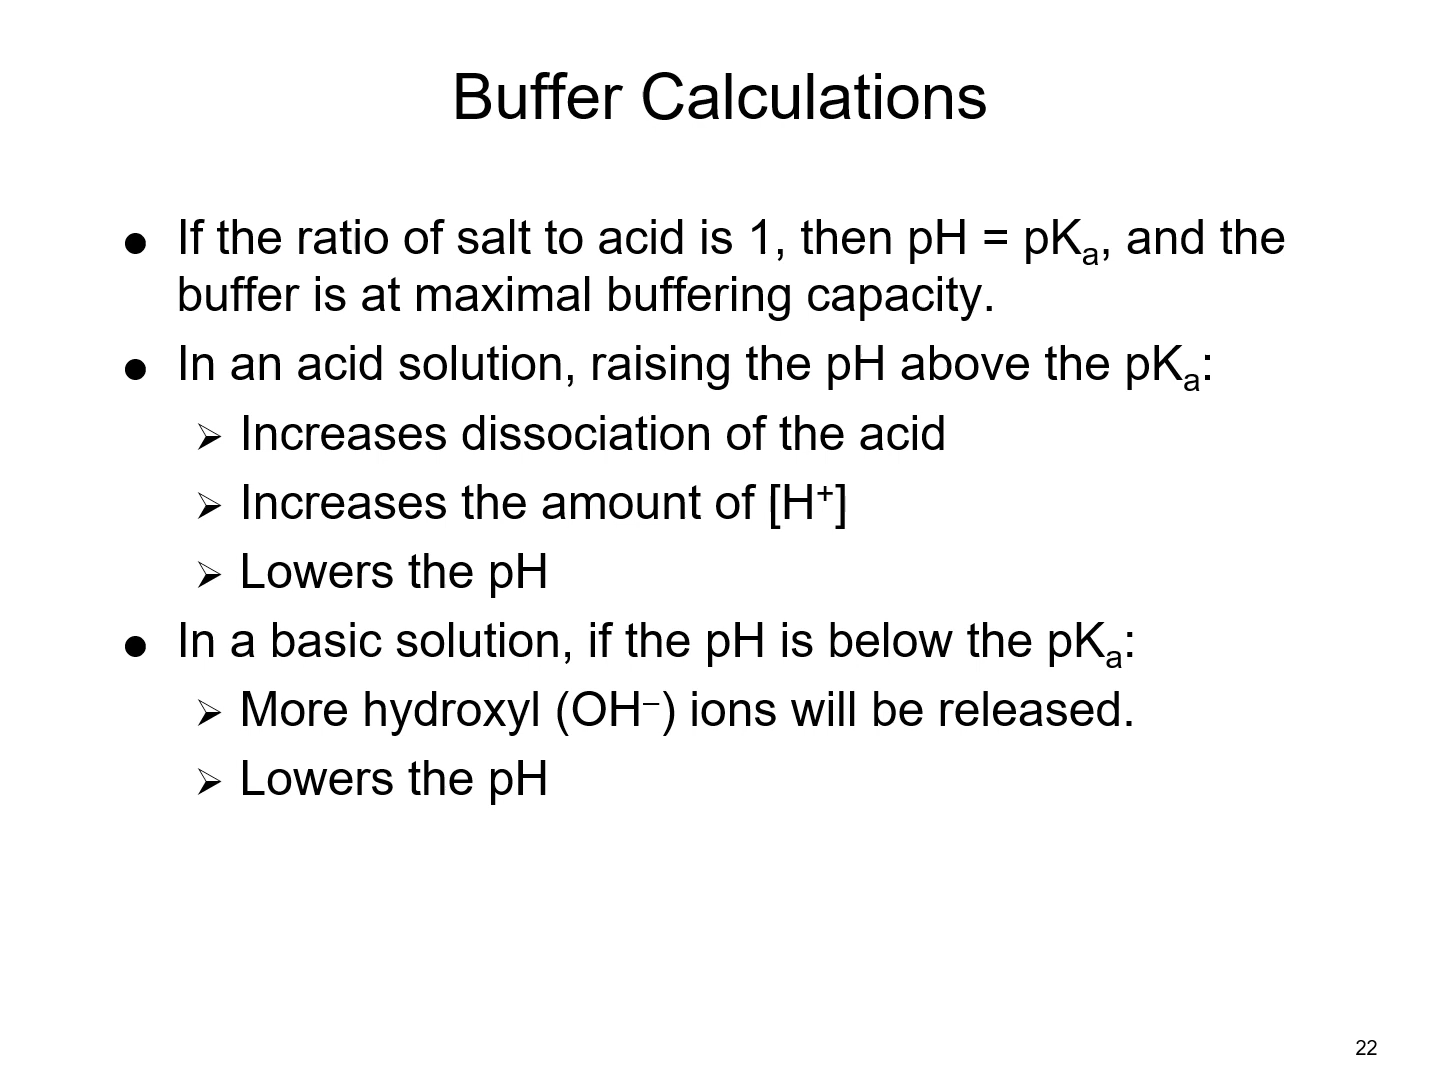 Buffer Calculations
● If the ratio of salt to acid is 1, then pH = pKₐ, and the
buffer is at maximal buffering capacity.
● In an acid solution, raising the pH above the pKₐ:
➢ Increases dissociation of the acid
➢ Increases the amount of [H⁺]
➢ Lowers the pH
● In a basic solution, if the pH is below the pKₐ:
➢ More hydroxyl (OH⁻) ions will be released.
➢ Lowers the pH
22